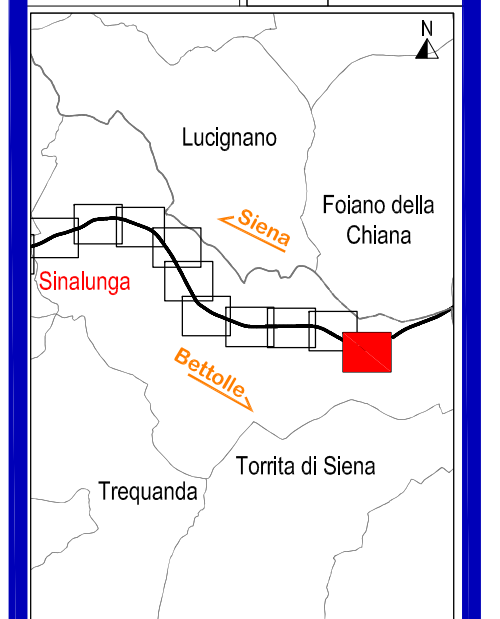 N
Lucignano
Siena
Foiano della
Chiana
Sinalunga
Bettolle
Torrita di Siena
Trequanda